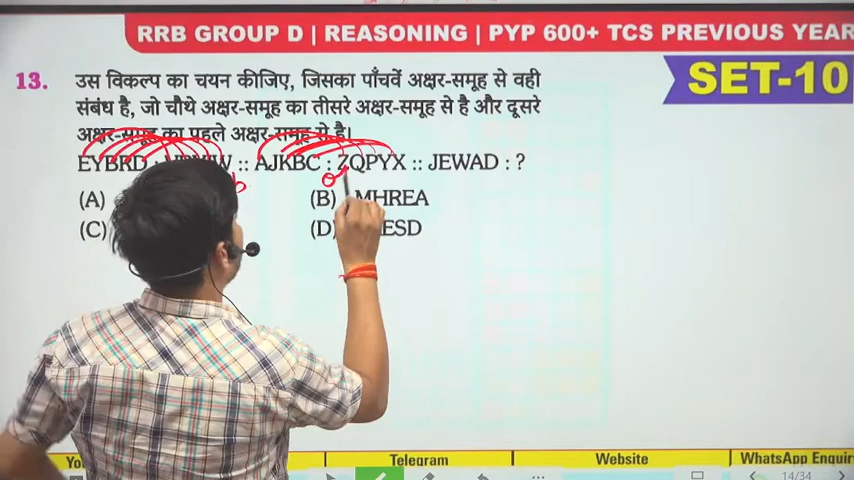 RRB GROUP D | REASONING | PYP 600+ TCS PREVIOUS YEAR
SET-10
13. उस विकल्प का चयन कीजिए, जिसका पाँचवें अक्षर-समूह से वही
संबंध है, जो चौथे अक्षर-समूह का तीसरे अक्षर-समूह से है और दूसरे
अक्षर-समूह का पहले अक्षर-समूह से है।
EYBRD : :: AJKBC : ZQPYX :: JEWAD : ?
(A) (B) MHREA
(C) (D) ESD
Telegram Website WhatsApp Enquir
14/34